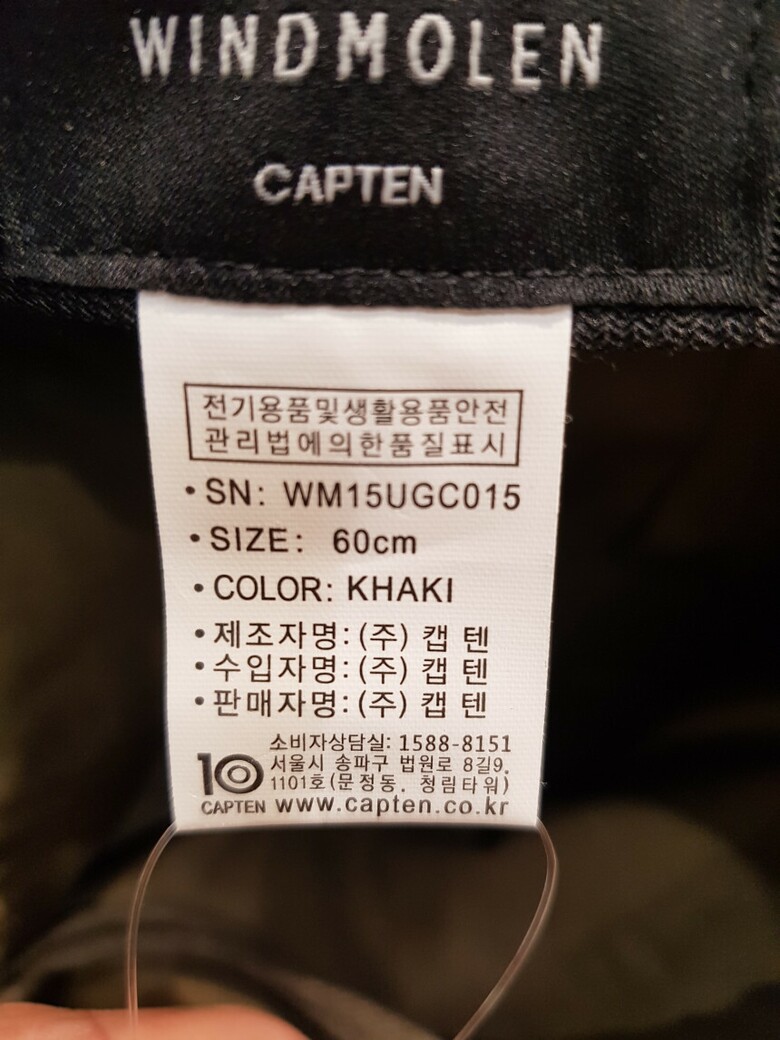 WINDMOLEN
CAPTEN
전기용품및생활용품안전
관리법에의한품질표시
• SN: WM15UGC015
• SIZE: 60cm
• COLOR: KHAKI
• 제조자명: (주) 캡 텐
• 수입자명: (주) 캡 텐
• 판매자명: (주) 캡 텐
소비자상담실: 1588-8151
서울시 송파구 법원로 8길9,
1101호(문정동, 청림타워)
10
CAPTEN www.capten.co.kr